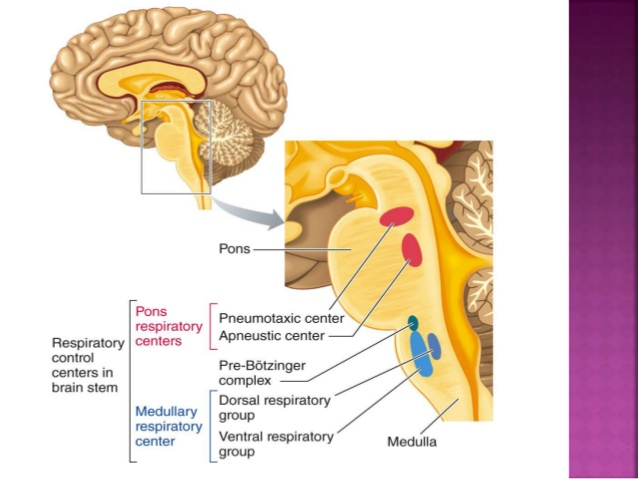 Pons
Pneumotaxic center
Apneustic center
Pons
respiratory
centers
Respiratory
control
centers in
brain stem
Pre-Bötzinger
complex
Dorsal respiratory
group
Medullary
respiratory
center
Ventral respiratory
group
Medulla